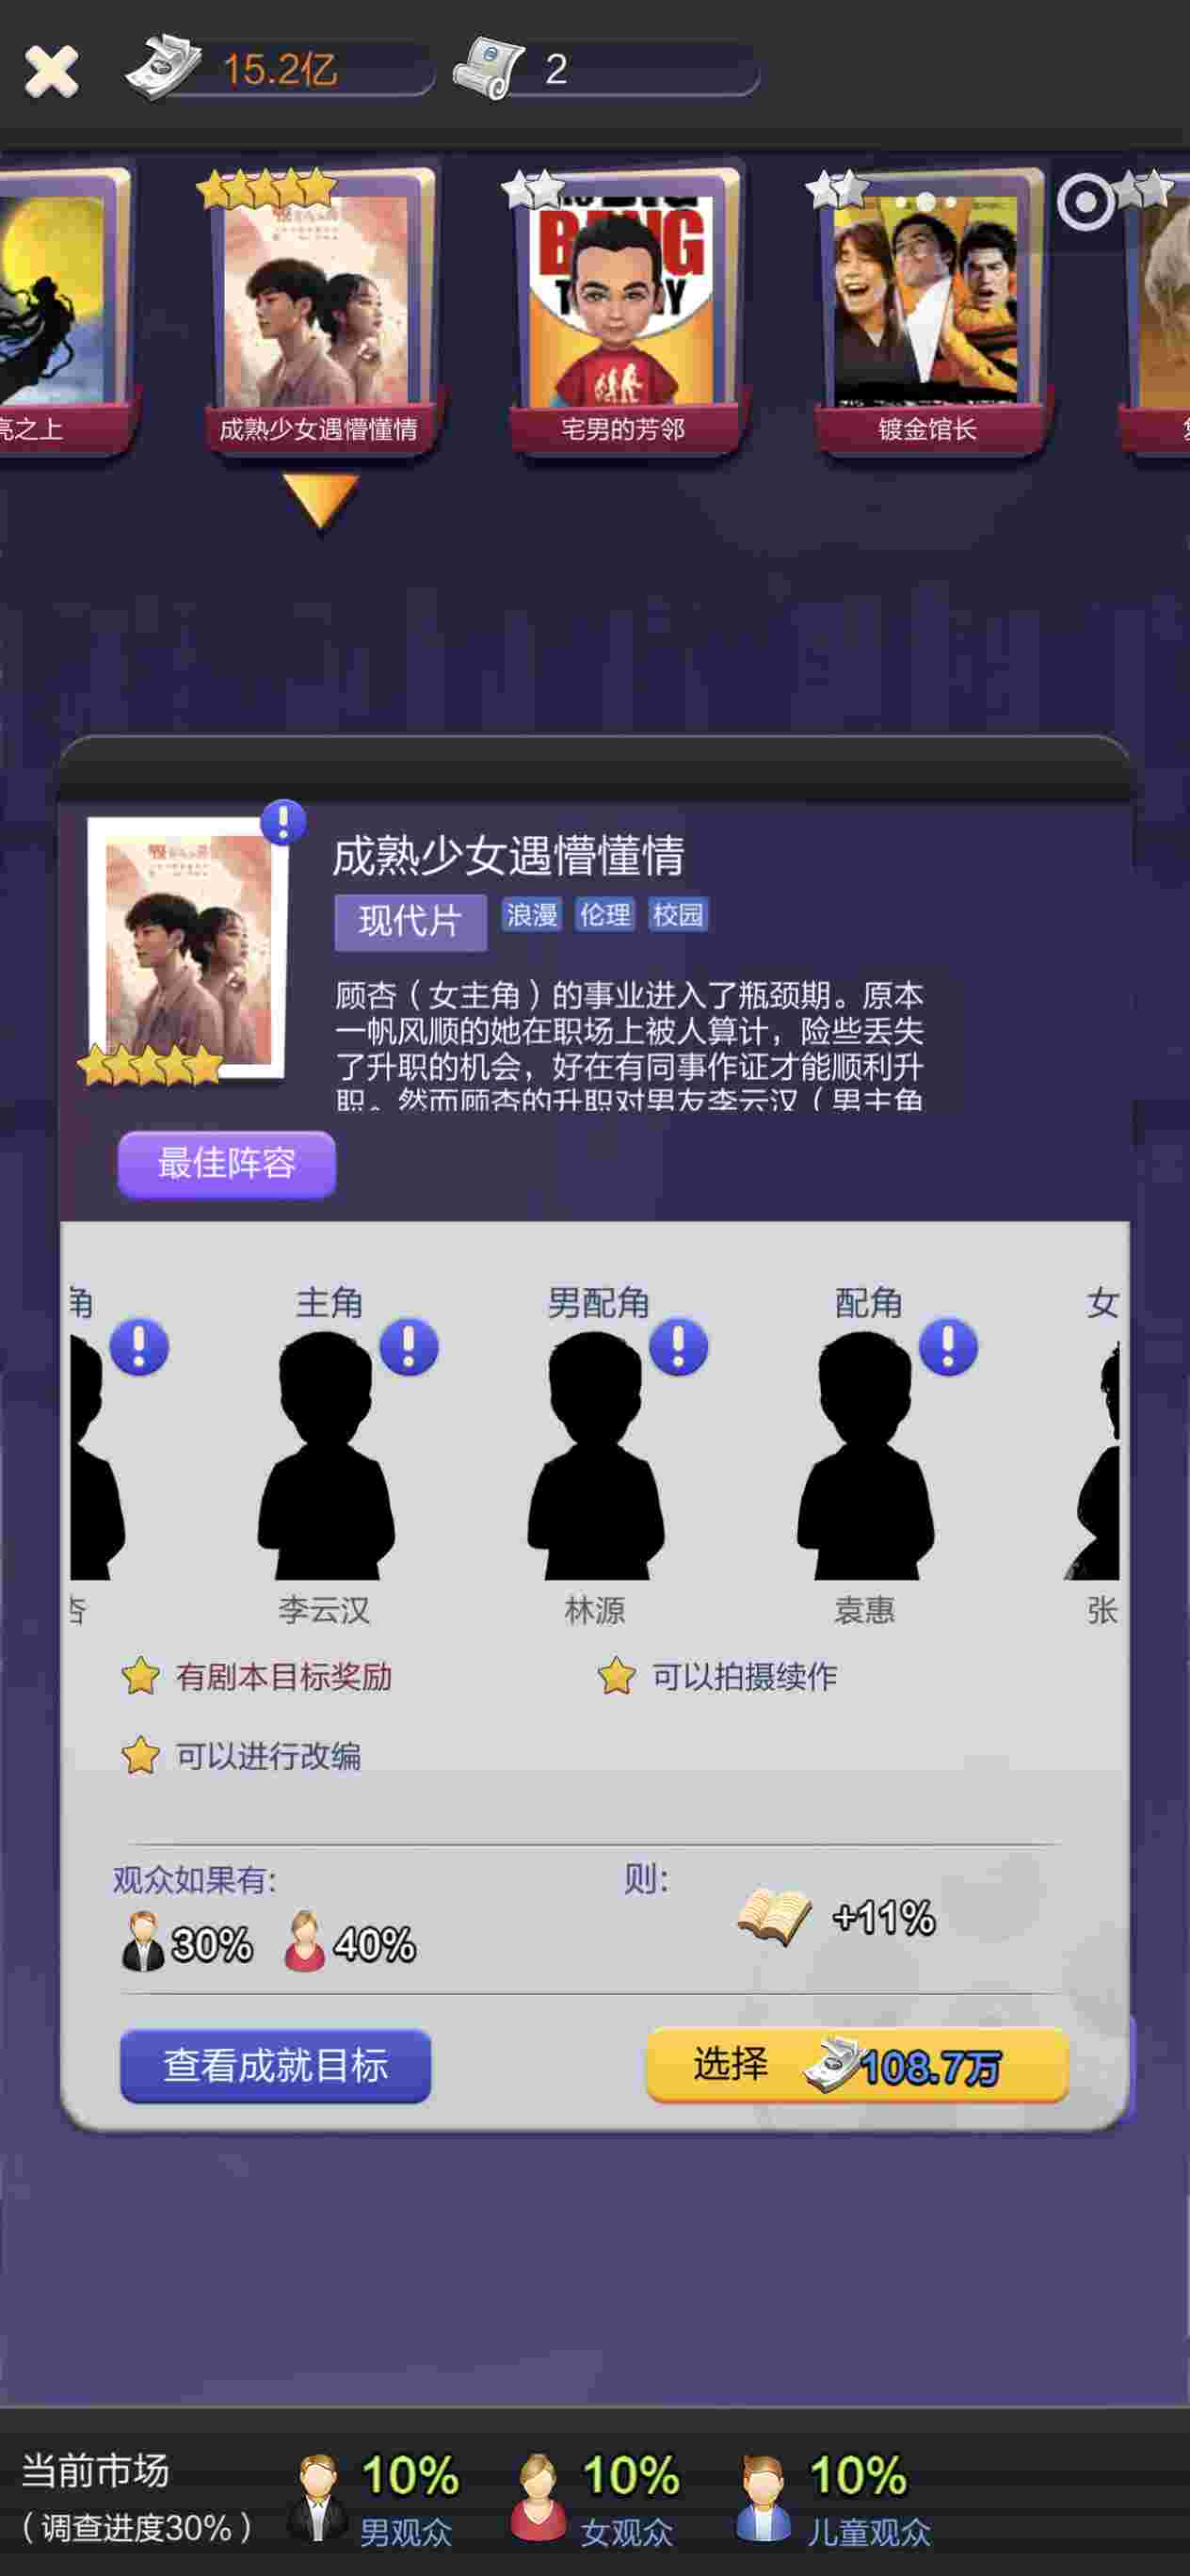 15.2亿
2
亮之上
成熟少女遇懵懂情
BANG
宅男的芳邻
镀金馆长
成熟少女遇懵懂情
现代片
浪漫
伦理
校园
顾杏（女主角）的事业进入了瓶颈期。原本
一帆风顺的她在职场上被人算计，险些丢失
了升职的机会，好在有同事作证才能顺利升
职。然而顾杏的升职对男友李云汉（男主角
最佳阵容
角
主角
男配角
配角
女
杏
李云汉
林源
袁惠
张
有剧本目标奖励
可以拍摄续作
可以进行改编
观众如果有:
则:
30%
40%
+11%
查看成就目标
选择
108.7万
当前市场
（调查进度30%）
10%
男观众
10%
女观众
10%
儿童观众